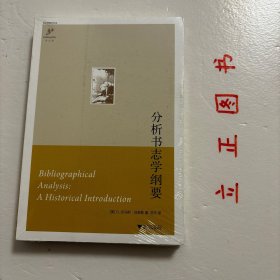 分析书志学纲要
Bibliographical
Analysis:
A Historical Introduction
立正图书